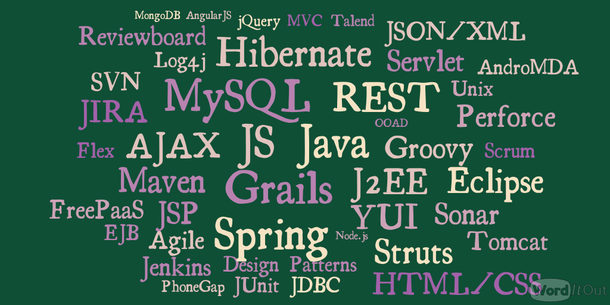 MongoDB AngularJS jQuery MVC Talend
Reviewboard JSON/XML
Log4j Hibernate Servlet AndroMDA
SVN MySQL REST Unix
JIRA OOAD Perforce
Flex AJAX JS Java Groovy Scrum
Maven Grails J2EE Eclipse
FreePaaS JSP YUI Sonar
EJB Agile Spring Node.js Struts Tomcat
Jenkins Design Patterns
PhoneGap JUnit JDBC HTML/CSS
WordItOut